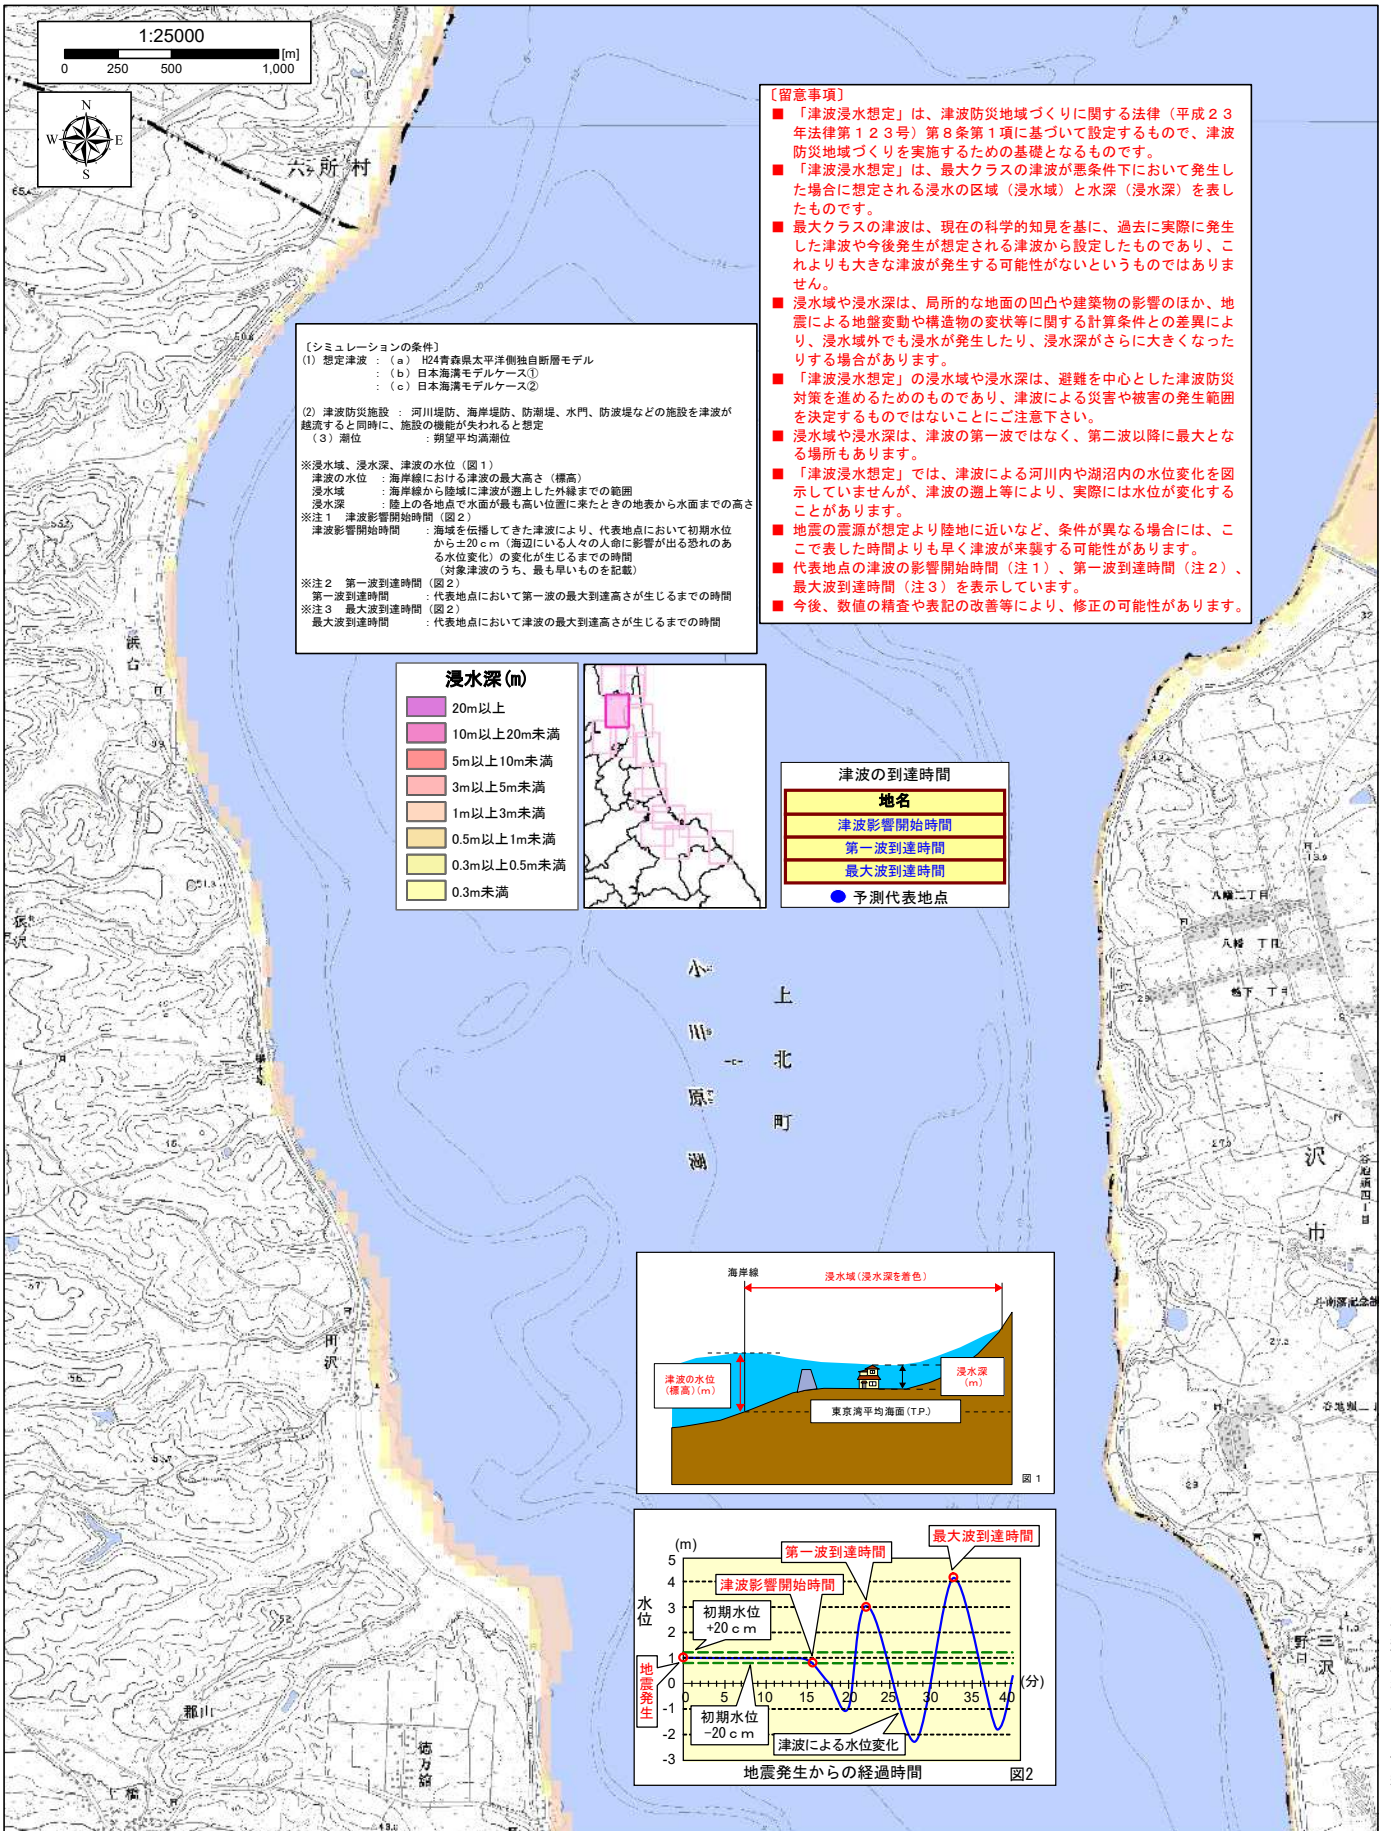 1:25000
[m]
0 250 500 1,000
N
W E
S
六ヶ所村
〔留意事項〕
■ 「津波浸水想定」は、津波防災地域づくりに関する法律（平成２３
年法律第１２３号）第８条第１項に基づいて設定するもので、津波
防災地域づくりを実施するための基礎となるものです。
■ 「津波浸水想定」は、最大クラスの津波が悪条件下において発生し
た場合に想定される浸水の区域（浸水域）と水深（浸水深）を表し
たものです。
■ 最大クラスの津波は、現在の科学的知見を基に、過去に実際に発生
した津波や今後発生が想定される津波から設定したものであり、こ
れよりも大きな津波が発生する可能性がないというものではありま
せん。
■ 浸水域や浸水深は、局所的な地面の凹凸や建築物の影響のほか、地
震による地盤変動や構造物の変状等に関する計算条件との差異によ
り、浸水域外でも浸水が発生したり、浸水深がさらに大きくなった
りする場合があります。
■ 「津波浸水想定」の浸水域や浸水深は、避難を中心とした津波防災
対策を進めるためのものであり、津波による災害や被害の発生範囲
を決定するものではないことにご注意下さい。
■ 浸水域や浸水深は、津波の第一波ではなく、第二波以降に最大とな
る場所もあります。
■ 「津波浸水想定」では、津波による河川内や湖沼内の水位変化を図
示していませんが、津波の遡上等により、実際には水位が変化する
ことがあります。
■ 地震の震源が想定より陸地に近いなど、条件が異なる場合には、こ
こで表した時間よりも早く津波が来襲する可能性があります。
■ 代表地点の津波の影響開始時間（注１）、第一波到達時間（注２）、
最大波到達時間（注３）を表示しています。
■ 今後、数値の精査や表記の改善等により、修正の可能性があります。
〔シミュレーションの条件〕
(1) 想定津波 ：（ａ） H24青森県太平洋側独自断層モデル
：（ｂ）日本海溝モデルケース①
：（ｃ）日本海溝モデルケース②
(2) 津波防災施設 ： 河川堤防、海岸堤防、防潮堤、水門、防波堤などの施設を津波が
越流すると同時に、施設の機能が失われると想定
（３）潮位 ：朔望平均満潮位
※浸水域、浸水深、津波の水位（図１）
津波の水位 ：海岸線における津波の最大高さ（標高）
浸水域 ：海岸線から陸域に津波が遡上した外縁までの範囲
浸水深 ：陸上の各地点で水面が最も高い位置に来たときの地表から水面までの高さ
※注１ 津波影響開始時間（図２）
津波影響開始時間 ：海域を伝播してきた津波により、代表地点において初期水位
から±20ｃｍ（海辺にいる人々の人命に影響が出る恐れのあ
る水位変化）の変化が生じるまでの時間
（対象津波のうち、最も早いものを記載）
※注２ 第一波到達時間（図２）
第一波到達時間 ：代表地点において第一波の最大到達高さが生じるまでの時間
※注３ 最大波到達時間（図２）
最大波到達時間 ：代表地点において津波の最大到達高さが生じるまでの時間
浜台
浸水深(m)
20m以上
10m以上20m未満
5m以上10m未満
3m以上5m未満
1m以上3m未満
0.5m以上1m未満
0.3m以上0.5m未満
0.3m未満
津波の到達時間
地名
津波影響開始時間
第一波到達時間
最大波到達時間
予測代表地点
八幡二丁目
八幡一丁目
小川原湖
上北町
三沢市
田ノ沢
海岸線
浸水域(浸水深を着色)
津波の水位
(標高)(m)
浸水深
(m)
東京湾平均海面(T.P.)
図１
(m)
水位
5
4
3
2
1
0
-1
-2
-3
最大波到達時間
第一波到達時間
津波影響開始時間
初期水位
+20ｃｍ
地震発生
0 5 10 15 20 25 30 35 40
(分)
初期水位
−20ｃｍ
津波による水位変化
地震発生からの経過時間
図2
三沢
野口
郡山
徳万舘